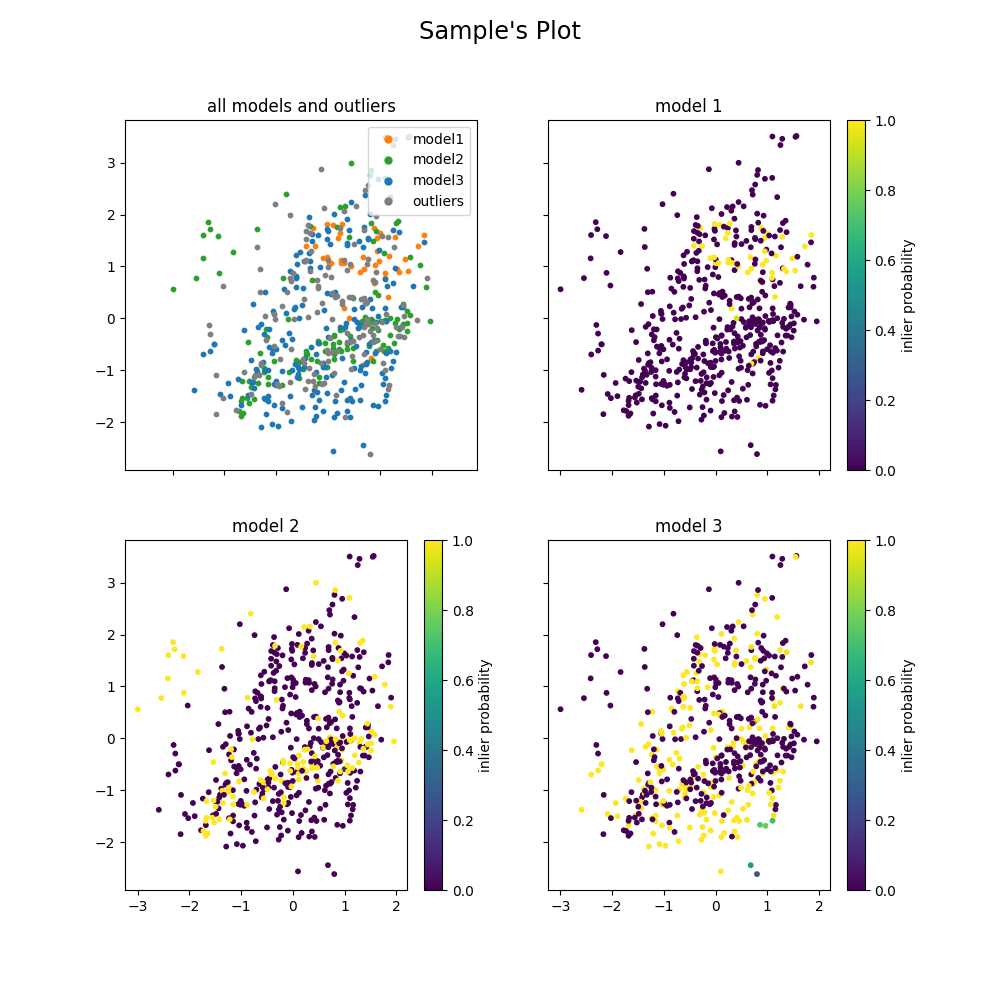 Sample's Plot
all models and outliers
model1
model2
model3
outliers
3
2
1
0
−1
−2
model 1
1.0
0.8
0.6
0.4
0.2
0.0
inlier probability
model 2
3
2
1
0
−1
−2
−3 −2 −1 0 1 2
1.0
0.8
0.6
0.4
0.2
0.0
inlier probability
model 3
−3 −2 −1 0 1 2
1.0
0.8
0.6
0.4
0.2
0.0
inlier probability